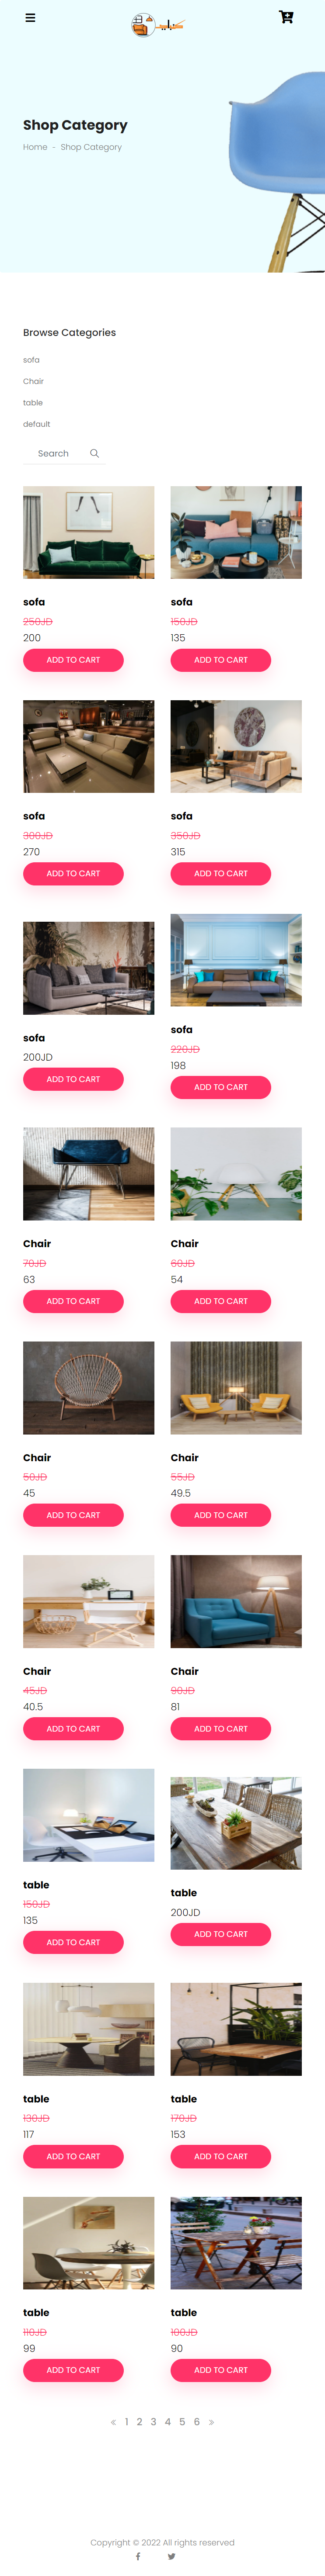 Shop Category
Home - Shop Category
Browse Categories
sofa
Chair
table
default
Search
sofa
250JD
200
ADD TO CART
sofa
150JD
135
ADD TO CART
sofa
300JD
270
ADD TO CART
sofa
350JD
315
ADD TO CART
sofa
200JD
ADD TO CART
sofa
220JD
198
ADD TO CART
Chair
70JD
63
ADD TO CART
Chair
60JD
54
ADD TO CART
Chair
50JD
45
ADD TO CART
Chair
55JD
49.5
ADD TO CART
Chair
45JD
40.5
ADD TO CART
Chair
90JD
81
ADD TO CART
table
150JD
135
ADD TO CART
table
200JD
ADD TO CART
table
130JD
117
ADD TO CART
table
170JD
153
ADD TO CART
table
110JD
99
ADD TO CART
table
100JD
90
ADD TO CART
« 1 2 3 4 5 6 »
Copyright © 2022 All rights reserved